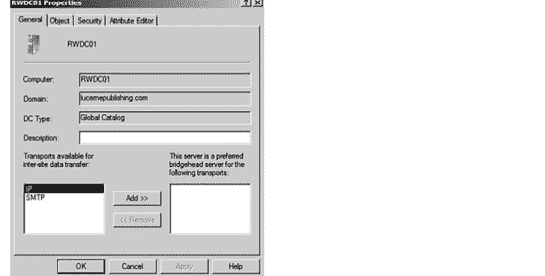 RWDC01 Properties
General Object Security Attribute Editor
RWDC01
Computer: RWDC01
Domain: lucernepublishing.com
DC Type: Global Catalog
Description:
Transports available for
inter-site data transfer:
This server is a preferred
bridgehead server for the
following transports:
IP
SMTP
Add >>
<< Remove
OK Cancel Apply Help